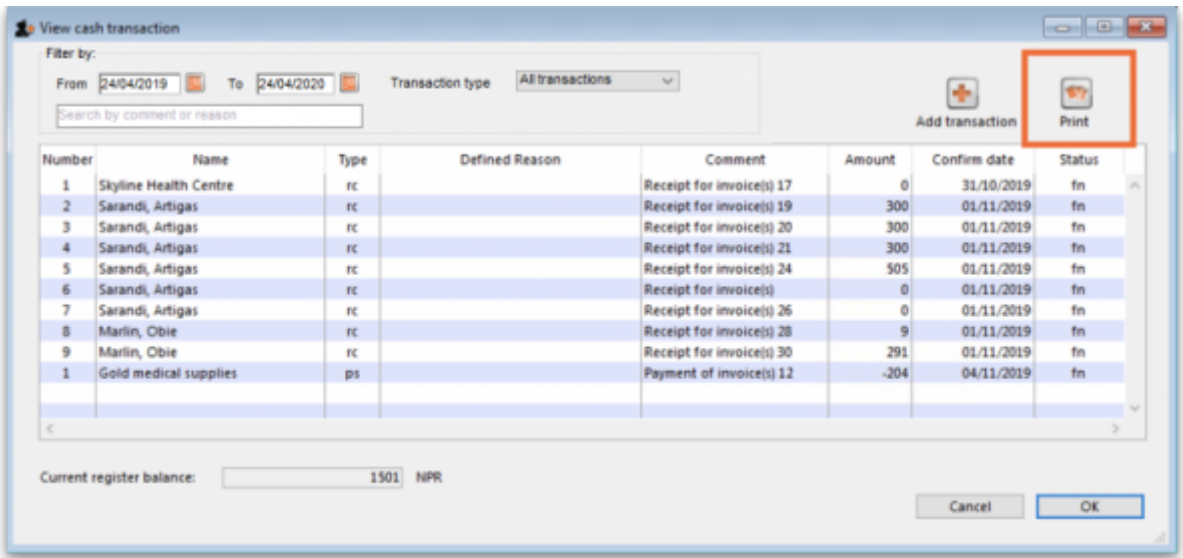 View cash transaction
Filter by:
From 24/04/2019 To 24/04/2020 Transaction type All transactions
Search by comment or reason
Add transaction Print
Number Name Type Defined Reason Comment Amount Confirm date Status
1 Skyline Health Centre rc Receipt for invoice(s) 17 0 31/10/2019 fn
2 Sarandi, Artigas rc Receipt for invoice(s) 19 300 01/11/2019 fn
3 Sarandi, Artigas rc Receipt for invoice(s) 20 300 01/11/2019 fn
4 Sarandi, Artigas rc Receipt for invoice(s) 21 300 01/11/2019 fn
5 Sarandi, Artigas rc Receipt for invoice(s) 24 505 01/11/2019 fn
6 Sarandi, Artigas rc Receipt for invoice(s) 0 01/11/2019 fn
7 Sarandi, Artigas rc Receipt for invoice(s) 26 0 01/11/2019 fn
8 Marlin, Obie rc Receipt for invoice(s) 28 9 01/11/2019 fn
9 Marlin, Obie rc Receipt for invoice(s) 30 291 01/11/2019 fn
1 Gold medical supplies ps Payment of invoice(s) 12 -204 04/11/2019 fn
Current register balance: 1501 NPR
Cancel OK